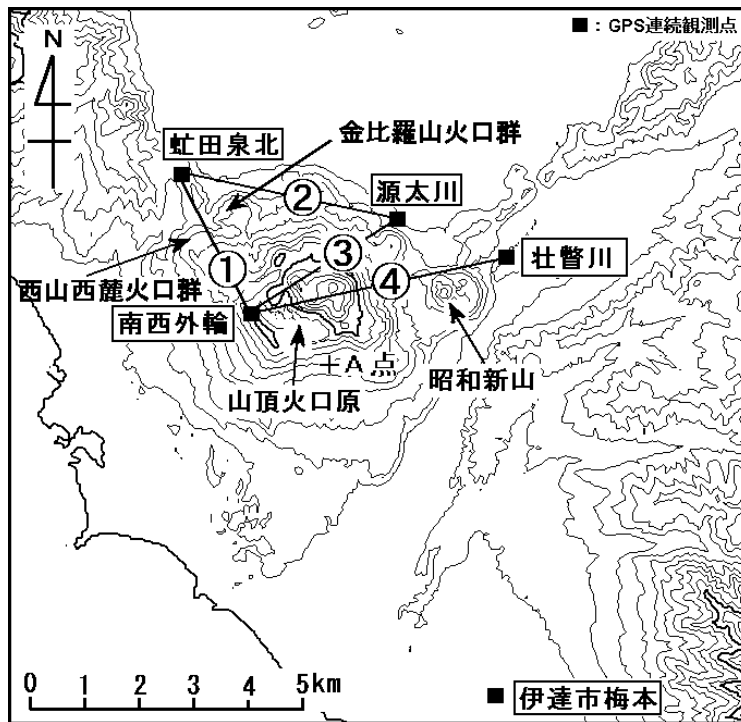 ■：GPS連続観測点
N
金比羅山火口群
虻田泉北
②
源太川
③
壮瞥川
①
④
西山西麓火口群
南西外輪
+A点
昭和新山
山頂火口原
0 1 2 3 4 5km
伊達市梅本